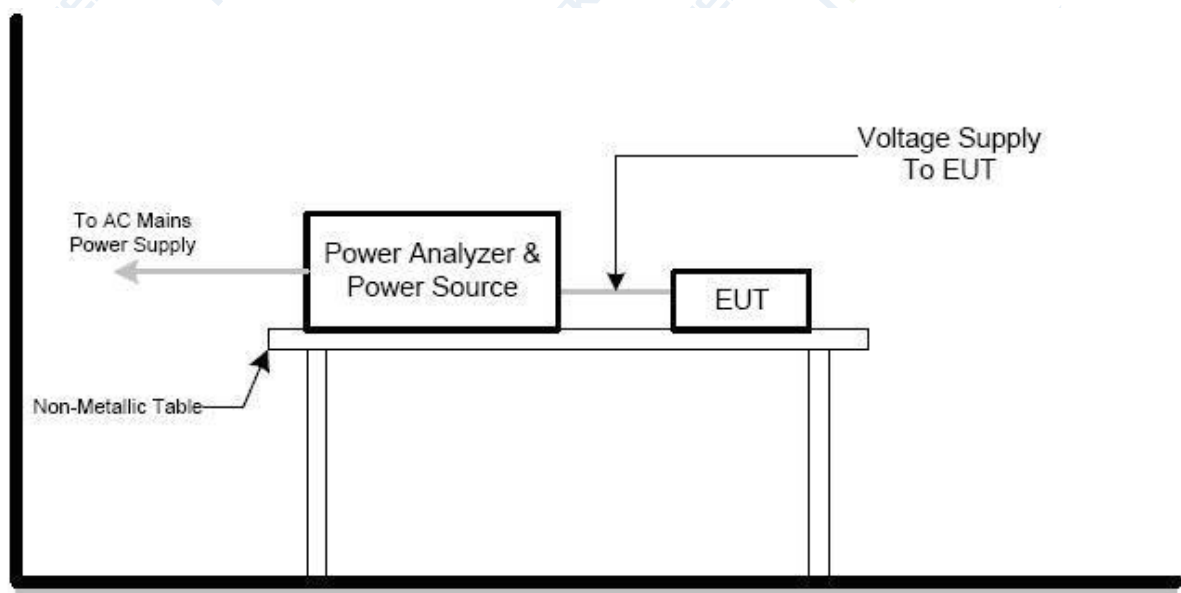 Voltage Supply
To EUT
To AC Mains
Power Supply
Power Analyzer &
Power Source
EUT
Non-Metallic Table